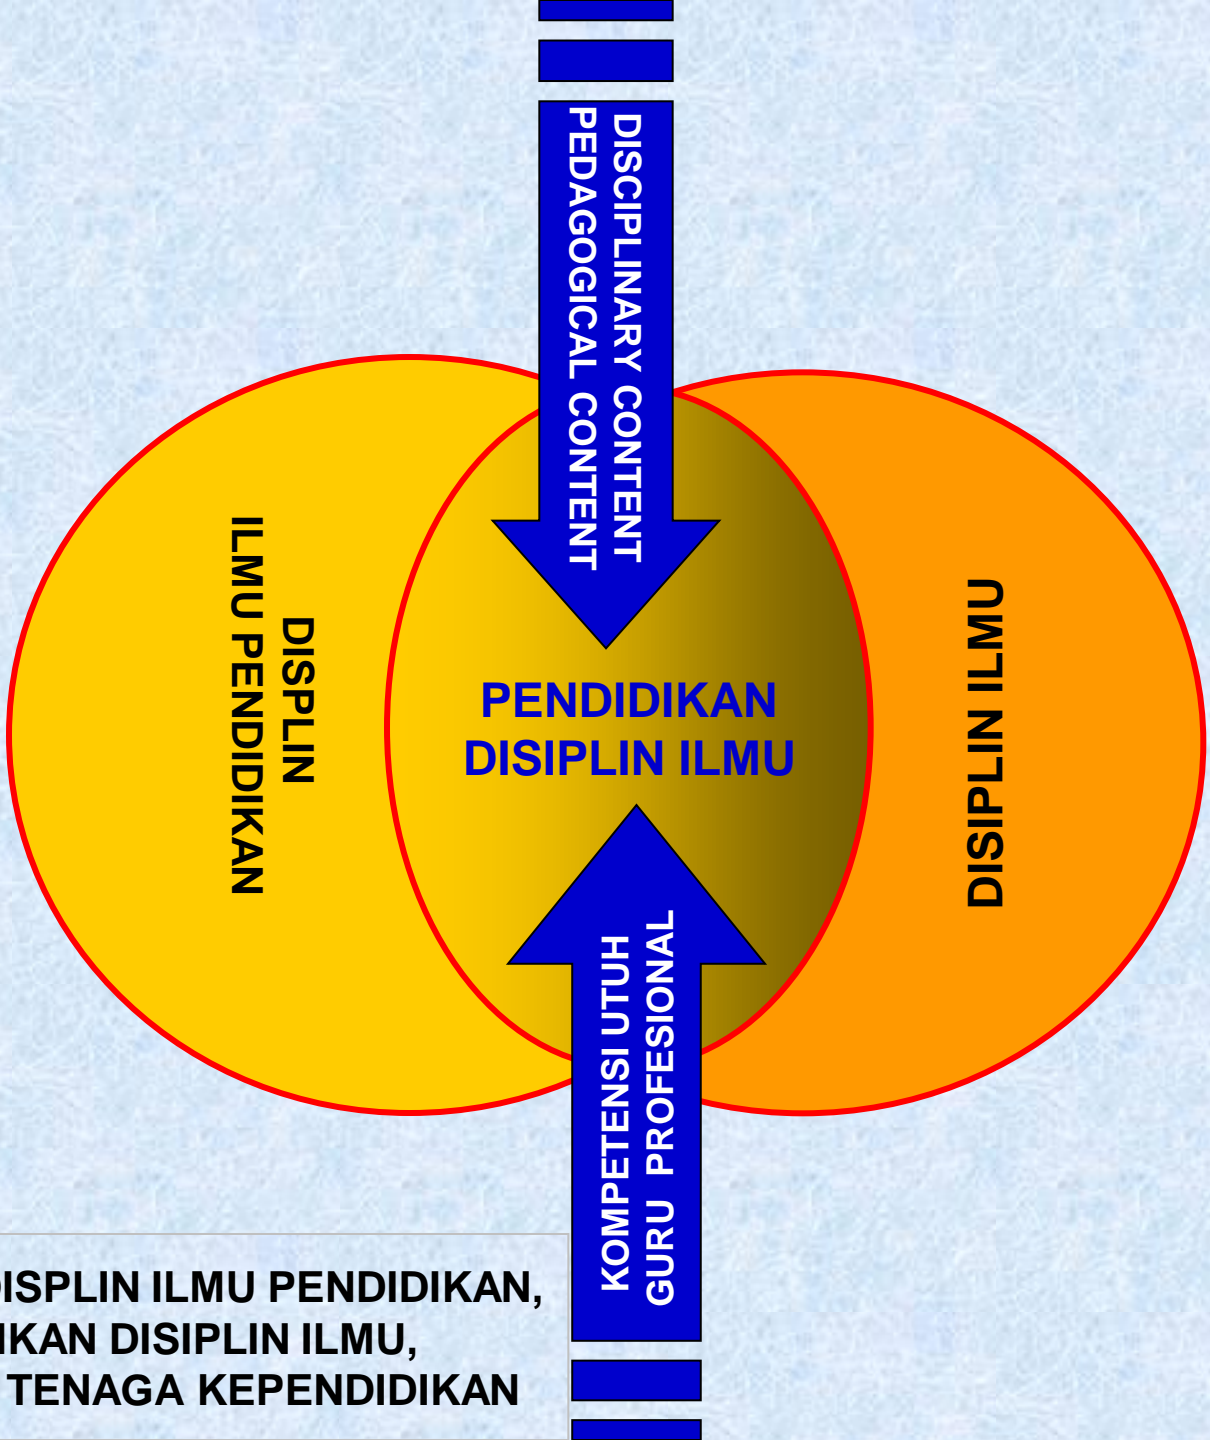 DISCIPLINARY CONTENT
PEDAGOGICAL CONTENT
DISPLIN
ILMU PENDIDIKAN
PENDIDIKAN
DISIPLIN ILMU
DISIPLIN ILMU
KOMPETENSI UTUH
GURU PROFESIONAL
DISPLIN ILMU PENDIDIKAN,
IKAN DISIPLIN ILMU,
TENAGA KEPENDIDIKAN